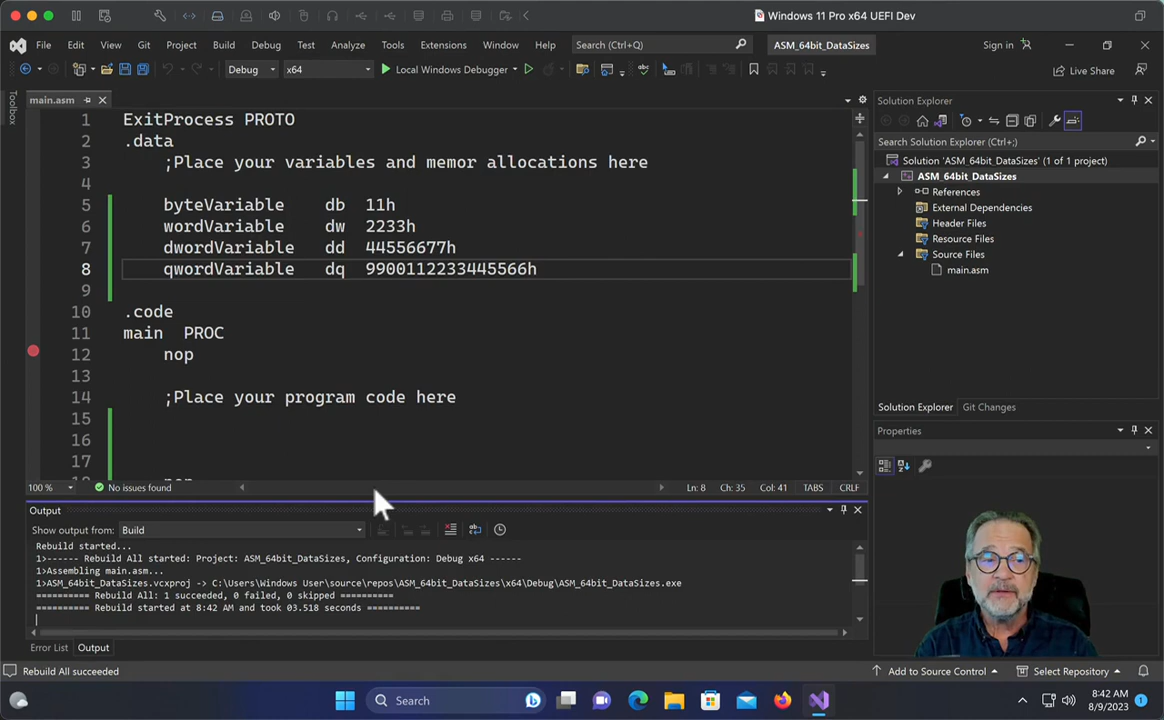 Windows 11 Pro x64 UEFI Dev
File Edit View Git Project Build Debug Test Analyze Tools Extensions Window Help Search (Ctrl+Q) ASM_64bit_DataSizes Sign in
Debug x64 Local Windows Debugger Live Share
Toolbox
main.asm
1 ExitProcess PROTO
2 .data
3 ;Place your variables and memor allocations here
4
5 byteVariable db 11h
6 wordVariable dw 2233h
7 dwordVariable dd 44556677h
8 qwordVariable dq 9900112233445566h
9
10 .code
11 main PROC
12 nop
13
14 ;Place your program code here
15
16
17
100 % No issues found Ln: 8 Ch: 35 Col: 41 TABS CRLF
Output
Show output from: Build
Rebuild started...
1>------ Rebuild All started: Project: ASM_64bit_DataSizes, Configuration: Debug x64 ------
1>Assembling main.asm...
1>ASM_64bit_DataSizes.vcxproj -> C:\Users\Windows User\source\repos\ASM_64bit_DataSizes\x64\Debug\ASM_64bit_DataSizes.exe
========== Rebuild All: 1 succeeded, 0 failed, 0 skipped ==========
========== Rebuild started at 8:42 AM and took 03.518 seconds ==========
Error List Output
Solution Explorer
Search Solution Explorer (Ctrl+;)
Solution 'ASM_64bit_DataSizes' (1 of 1 project)
ASM_64bit_DataSizes
References
External Dependencies
Header Files
Resource Files
Source Files
main.asm
Solution Explorer Git Changes
Properties
Rebuild All succeeded Add to Source Control Select Repository
Search
8:42 AM
8/9/2023
1